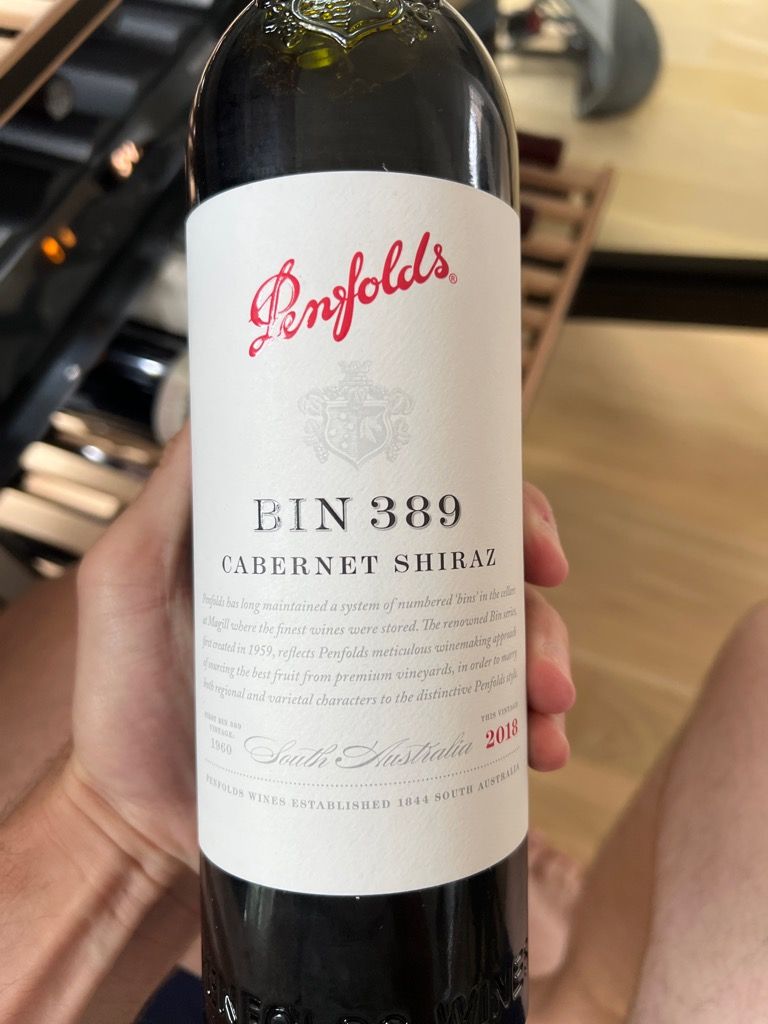 Penfolds®
BIN 389
CABERNET SHIRAZ
Penfolds has long maintained a system of numbered 'bins' in the cellars
at Magill where the finest wines were stored. The renowned Bin series,
first created in 1959, reflects Penfolds meticulous winemaking approach
of sourcing the best fruit from premium vineyards, in order to marry
both regional and varietal characters to the distinctive Penfolds style.
FIRST BIN 389
VINTAGE:
1960
South Australia
THIS VINTAGE
2018
PENFOLDS WINES ESTABLISHED 1844 SOUTH AUSTRALIA
PENFOLDS WINES